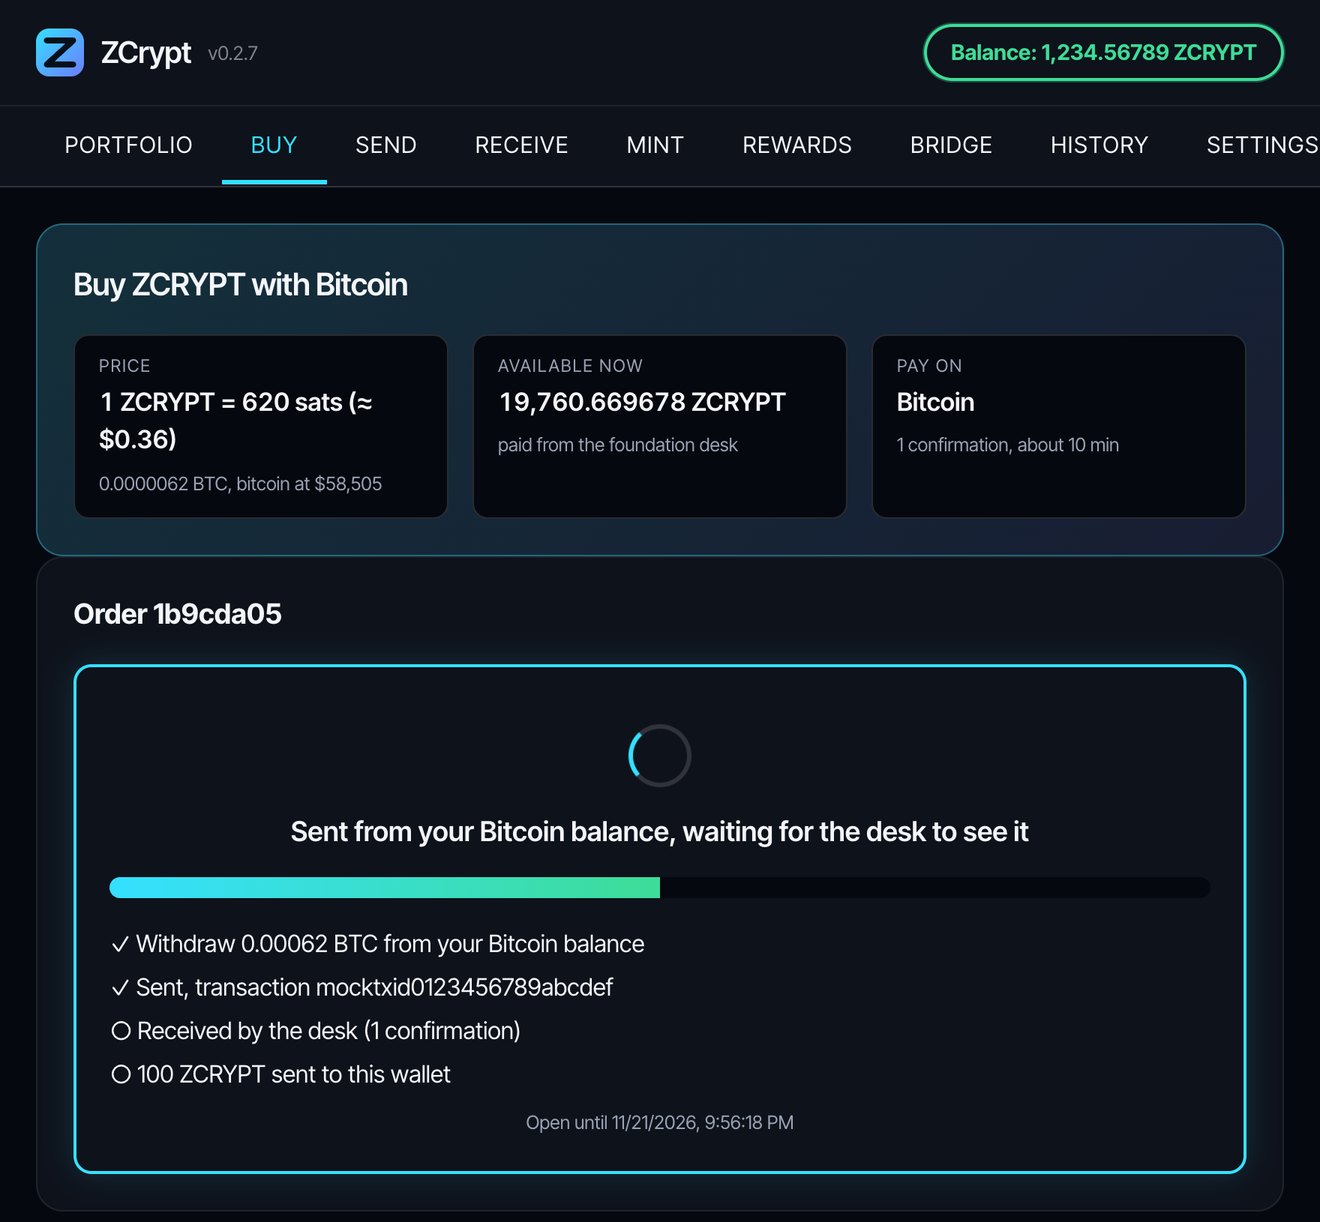 ZCrypt v0.2.7
Balance: 1,234.56789 ZCRYPT
PORTFOLIO BUY SEND RECEIVE MINT REWARDS BRIDGE HISTORY SETTINGS
Buy ZCRYPT with Bitcoin
PRICE
1 ZCRYPT = 620 sats (≈
$0.36)
0.0000062 BTC, bitcoin at $58,505
AVAILABLE NOW
19,760.669678 ZCRYPT
paid from the foundation desk
PAY ON
Bitcoin
1 confirmation, about 10 min
Order 1b9cda05
Sent from your Bitcoin balance, waiting for the desk to see it
✓ Withdraw 0.00062 BTC from your Bitcoin balance
✓ Sent, transaction mocktxid0123456789abcdef
○ Received by the desk (1 confirmation)
○ 100 ZCRYPT sent to this wallet
Open until 11/21/2026, 9:56:18 PM